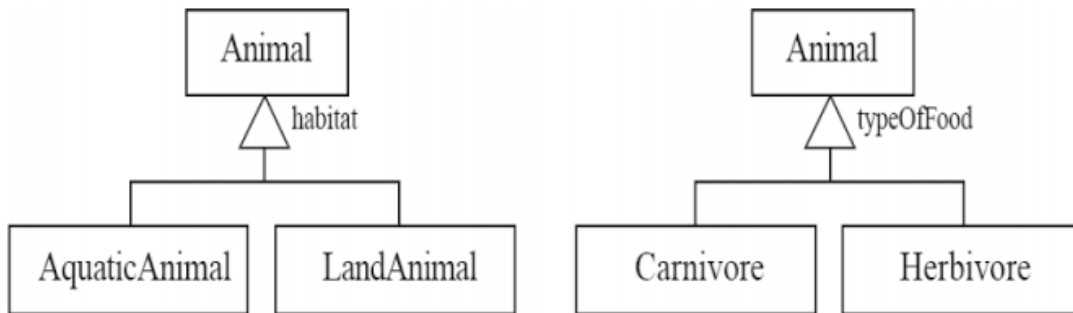 Animal
habitat
AquaticAnimal
LandAnimal
Animal
typeOfFood
Carnivore
Herbivore